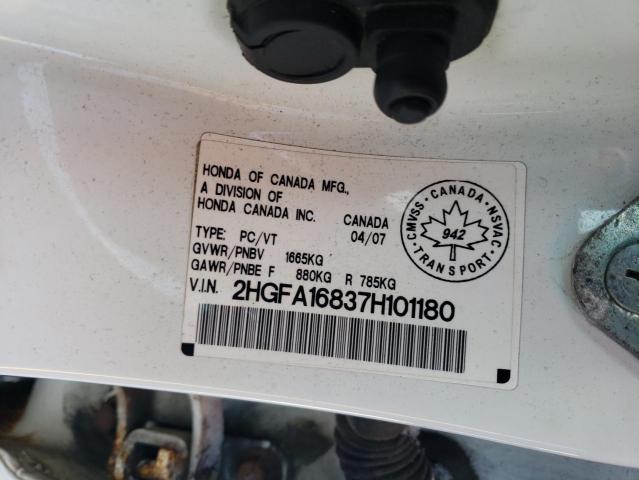 HONDA OF CANADA MFG.,
A DIVISION OF
HONDA CANADA INC. CANADA
TYPE: PC/VT 04/07
GVWR/PNBV 1665KG
GAWR/PNBE F 880KG R 785KG
V.I.N. 2HGFA16837H101180
CMVSS · CANADA · NSVAC
942
· TRANSPORT ·